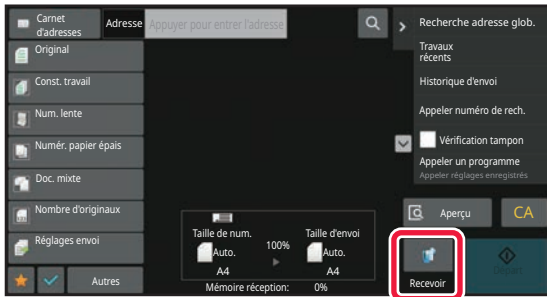 Carnet
d'adresses
Adresse
Appuyer pour entrer l'adresse
Original
Const. travail
Num. lente
Numér. papier épais
Doc. mixte
Nombre d'originaux
Réglages envoi
Autres
Taille de num.
Auto.
A4
100%
Taille d'envoi
Auto.
A4
Mémoire réception: 0%
Recherche adresse glob.
Travaux
récents
Historique d'envoi
Appeler numéro de rech.
Vérification tampon
Appeler un programme
Appeler réglages enregistrés
Aperçu
CA
Recevoir
Départ